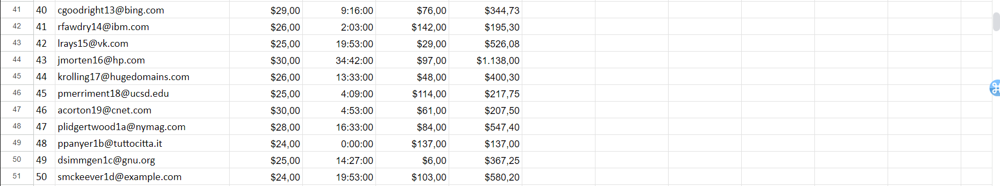 41 40 cgoodright13@bing.com $29,00 9:16:00 $76,00 $344,73
42 41 rfawdry14@ibm.com $26,00 2:03:00 $142,00 $195,30
43 42 lrays15@vk.com $25,00 19:53:00 $29,00 $526,08
44 43 jmorten16@hp.com $30,00 34:42:00 $97,00 $1.138,00
45 44 krolling17@hugedomains.com $26,00 13:33:00 $48,00 $400,30
46 45 pmerriment18@ucsd.edu $25,00 4:09:00 $114,00 $217,75
47 46 acorton19@cnet.com $30,00 4:53:00 $61,00 $207,50
48 47 plidgertwood1a@nymag.com $28,00 16:33:00 $84,00 $547,40
49 48 ppanyer1b@tuttocitta.it $24,00 0:00:00 $137,00 $137,00
50 49 dsimmgen1c@gnu.org $25,00 14:27:00 $6,00 $367,25
51 50 smckeever1d@example.com $24,00 19:53:00 $103,00 $580,20